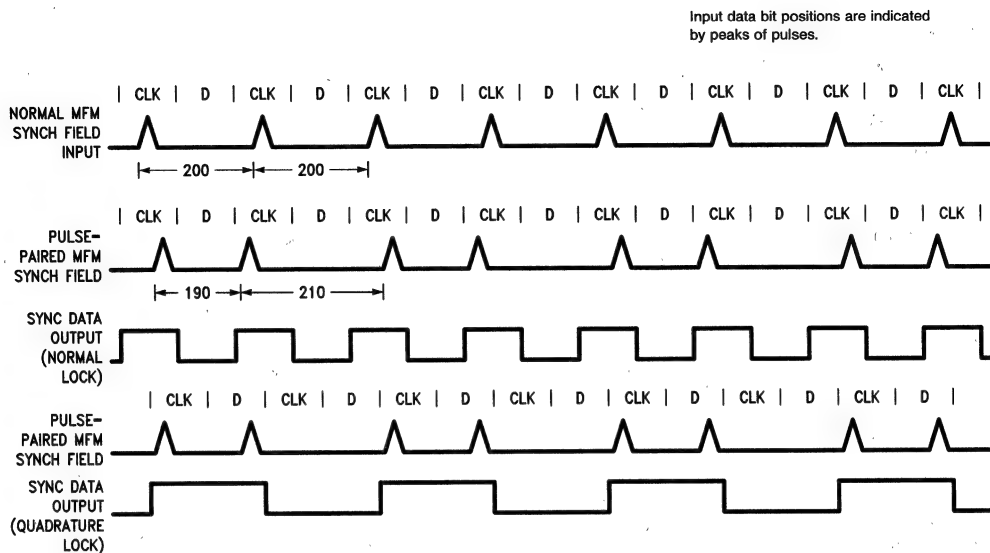 Input data bit positions are indicated
by peaks of pulses.
| CLK | D | CLK | D | CLK | D | CLK | D | CLK | D | CLK | D | CLK | D | CLK |
NORMAL MFM
SYNCH FIELD
INPUT
200 200
| CLK | D | CLK | D | CLK | D | CLK | D | CLK | D | CLK | D | CLK | D | CLK |
PULSE-
PAIRED MFM
SYNCH FIELD
190 210
SYNC DATA
OUTPUT
(NORMAL
LOCK)
| CLK | D | CLK | D | CLK | D | CLK | D | CLK | D | CLK | D | CLK | D |
PULSE-
PAIRED MFM
SYNCH FIELD
SYNC DATA
OUTPUT
(QUADRATURE
LOCK)